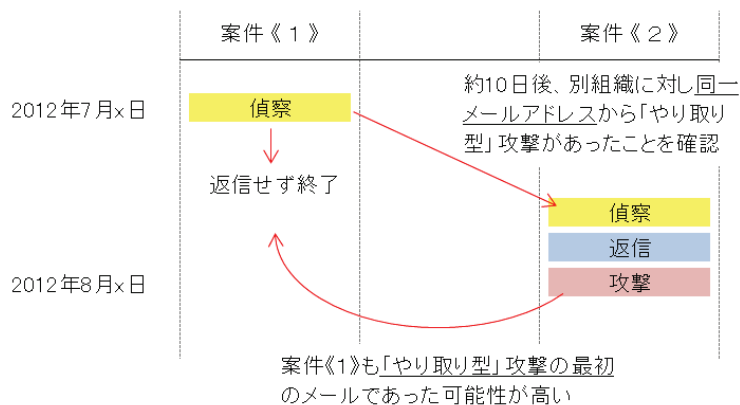 案件《１》
案件《２》
約10日後、別組織に対し同一
メールアドレスから「やり取り
型」攻撃があったことを確認
2012年7月x日
偵察
返信せず終了
偵察
返信
2012年8月x日
攻撃
案件《1》も「やり取り型」攻撃の最初
のメールであった可能性が高い